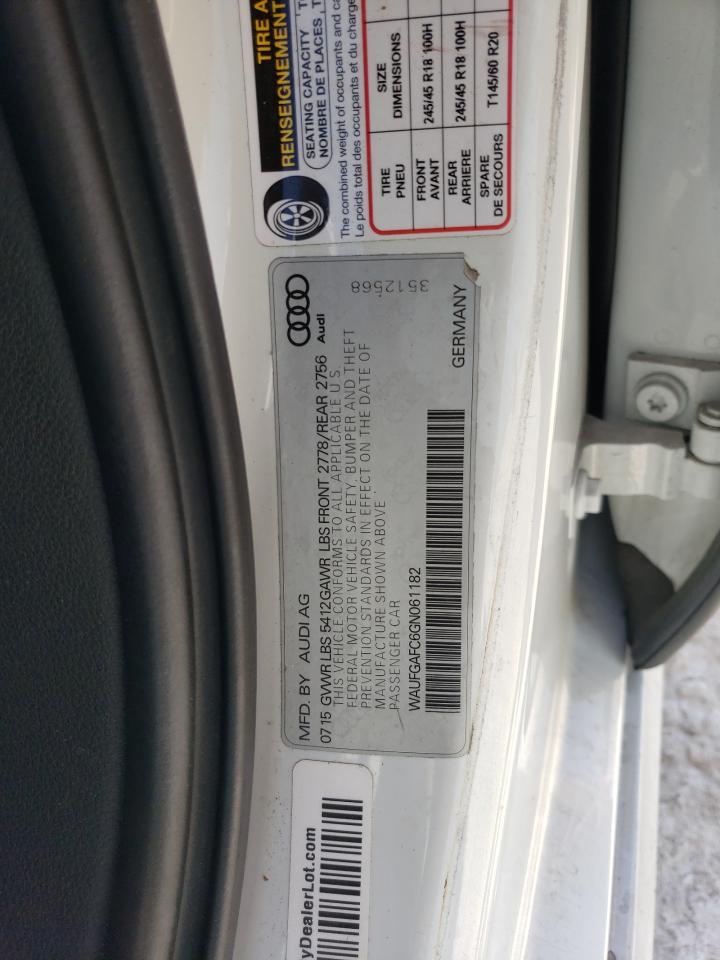 TIRE A
RENSEIGNEMENT
SEATING CAPACITY
NOMBRE DE PLACES
The combined weight of occupants and
Le poids total des occupants et du
TIRE
PNEU
SIZE
DIMENSIONS
FRONT
AVANT
245/45 R18 100H
REAR
ARRIERE
245/45 R18 100H
SPARE
DE SECOURS
T145/60 R20
Audi
3512568
MFD. BY AUDI AG
07 15 GVWR LBS 5412 GAWR LBS FRONT 2778/REAR 2756
THIS VEHICLE CONFORMS TO ALL APPLICABLE U S.
FEDERAL MOTOR VEHICLE SAFETY, BUMPER AND THEFT
PREVENTION STANDARDS IN EFFECT ON THE DATE OF
MANUFACTURE SHOWN ABOVE
PASSENGER CAR
GERMANY
WAUFGAFC6GN061182
yDealerLot.com